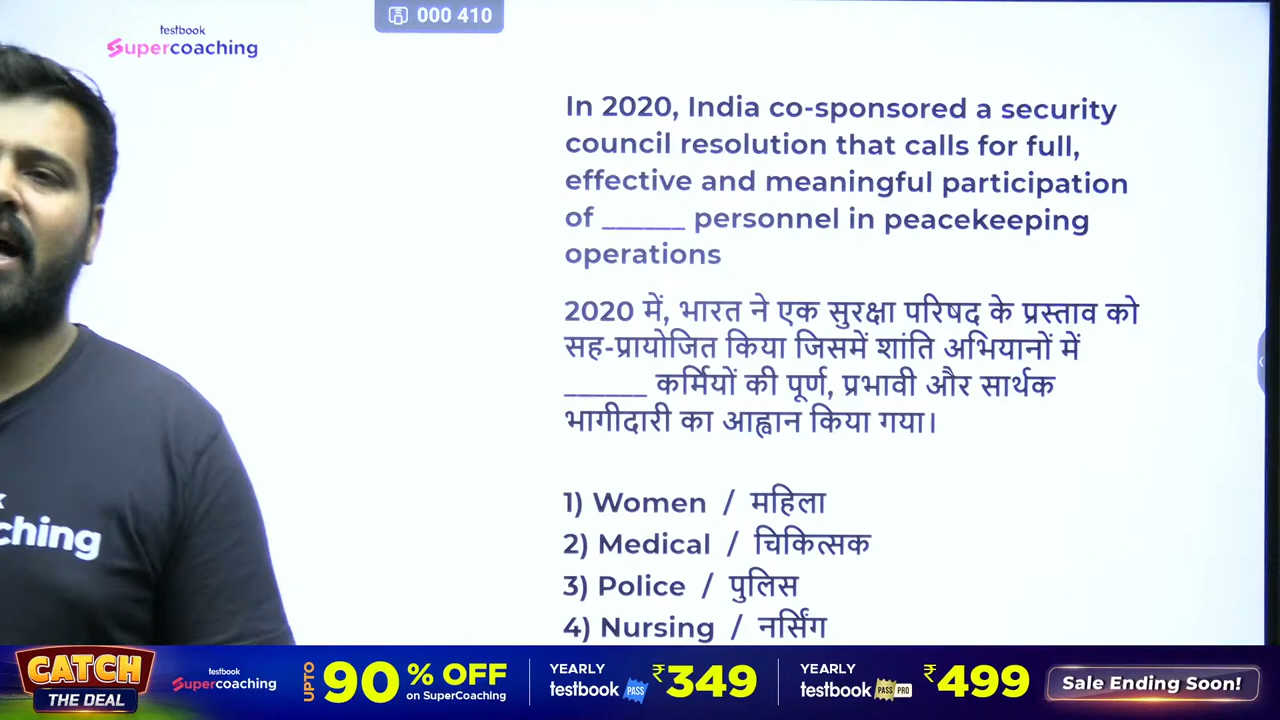 000 410
testbook
Supercoaching
In 2020, India co-sponsored a security
council resolution that calls for full,
effective and meaningful participation
of ______ personnel in peacekeeping
operations
2020 में, भारत ने एक सुरक्षा परिषद के प्रस्ताव को
सह-प्रायोजित किया जिसमें शांति अभियानों में
______ कर्मियों की पूर्ण, प्रभावी और सार्थक
भागीदारी का आह्वान किया गया।
1) Women / महिला
2) Medical / चिकित्सक
3) Police / पुलिस
4) Nursing / नर्सिंग
k
ching
CATCH
THE DEAL
testbook
Supercoaching
UPTO 90% OFF
on SuperCoaching
YEARLY
testbook PASS
₹349
YEARLY
testbook PASS PRO
₹499
Sale Ending Soon!